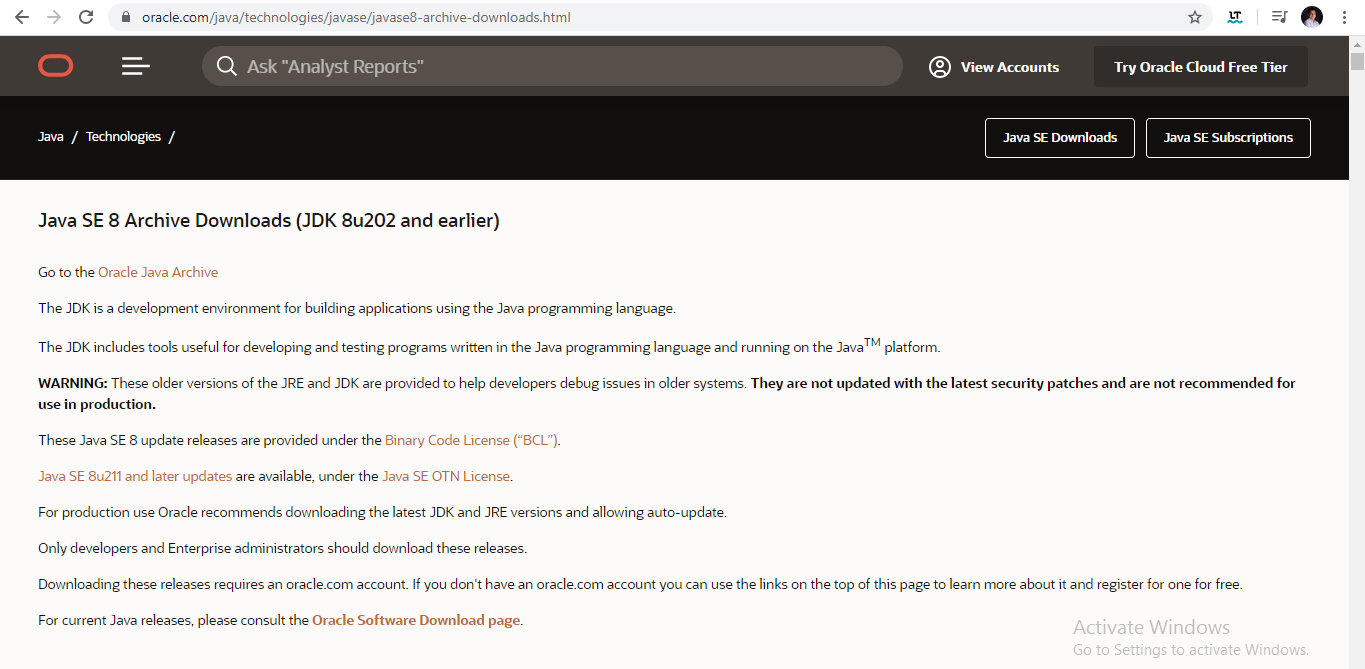 oracle.com/java/technologies/javase/javase8-archive-downloads.html
LT
Ask "Analyst Reports"
View Accounts
Try Oracle Cloud Free Tier
Java / Technologies /
Java SE Downloads
Java SE Subscriptions
Java SE 8 Archive Downloads (JDK 8u202 and earlier)
Go to the Oracle Java Archive
The JDK is a development environment for building applications using the Java programming language.
The JDK includes tools useful for developing and testing programs written in the Java programming language and running on the Java™ platform.
WARNING: These older versions of the JRE and JDK are provided to help developers debug issues in older systems. They are not updated with the latest security patches and are not recommended for
use in production.
These Java SE 8 update releases are provided under the Binary Code License (“BCL”).
Java SE 8u211 and later updates are available, under the Java SE OTN License.
For production use Oracle recommends downloading the latest JDK and JRE versions and allowing auto-update.
Only developers and Enterprise administrators should download these releases.
Downloading these releases requires an oracle.com account. If you don't have an oracle.com account you can use the links on the top of this page to learn more about it and register for one for free.
For current Java releases, please consult the Oracle Software Download page.
Activate Windows
Go to Settings to activate Windows.